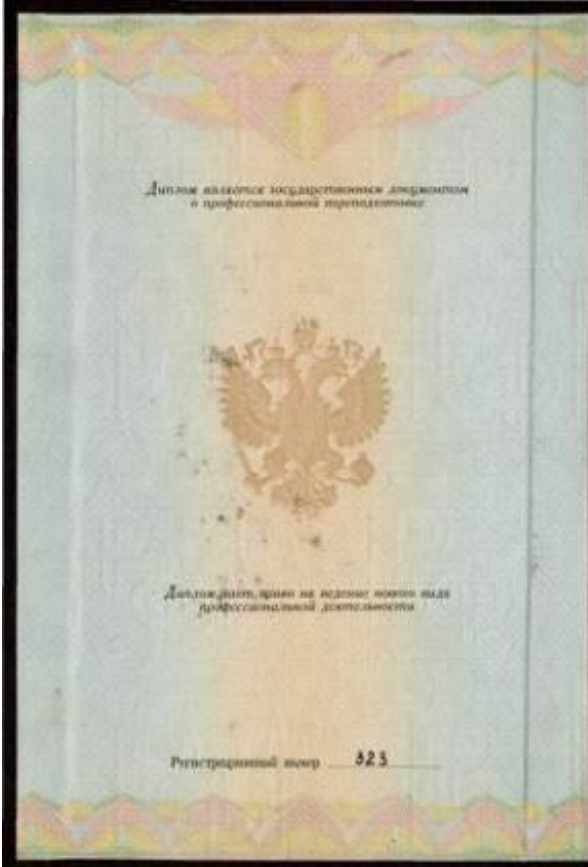 Диплом является государственным документом
о профессиональной переподготовке
Диплом дает право на ведение нового вида
профессиональной деятельности
Регистрационный номер 323